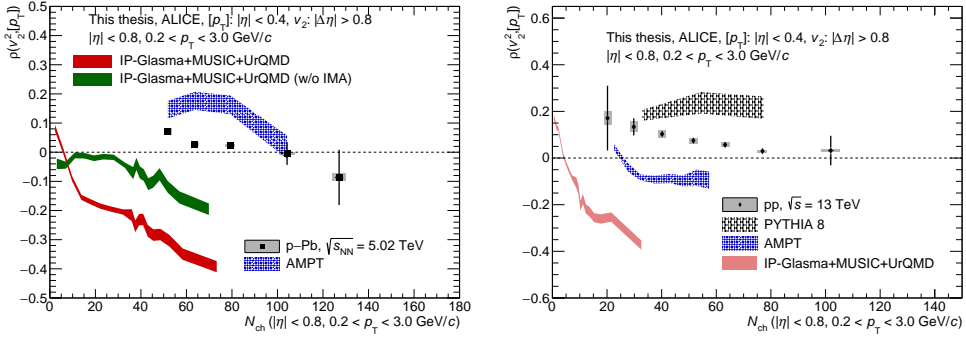 This thesis, ALICE, [p_T]: |η| < 0.4, v_2: |Δη| > 0.8
|η| < 0.8, 0.2 < p_T < 3.0 GeV/c
IP-Glasma+MUSIC+UrQMD
IP-Glasma+MUSIC+UrQMD (w/o IMA)
p−Pb, √s_NN = 5.02 TeV
AMPT
ρ(v_2^2,[p_T])
0.5
0.4
0.3
0.2
0.1
0
−0.1
−0.2
−0.3
−0.4
−0.5
0 20 40 60 80 100 120 140 160 180
N_ch (|η| < 0.8, 0.2 < p_T < 3.0 GeV/c)
This thesis, ALICE, [p_T]: |η| < 0.4, v_2: |Δη| > 0.8
|η| < 0.8, 0.2 < p_T < 3.0 GeV/c
pp, √s = 13 TeV
PYTHIA 8
AMPT
IP-Glasma+MUSIC+UrQMD
ρ(v_2^2,[p_T])
0.6
0.4
0.2
0
−0.2
−0.4
−0.6
0 20 40 60 80 100 120 140
N_ch (|η| < 0.8, 0.2 < p_T < 3.0 GeV/c)